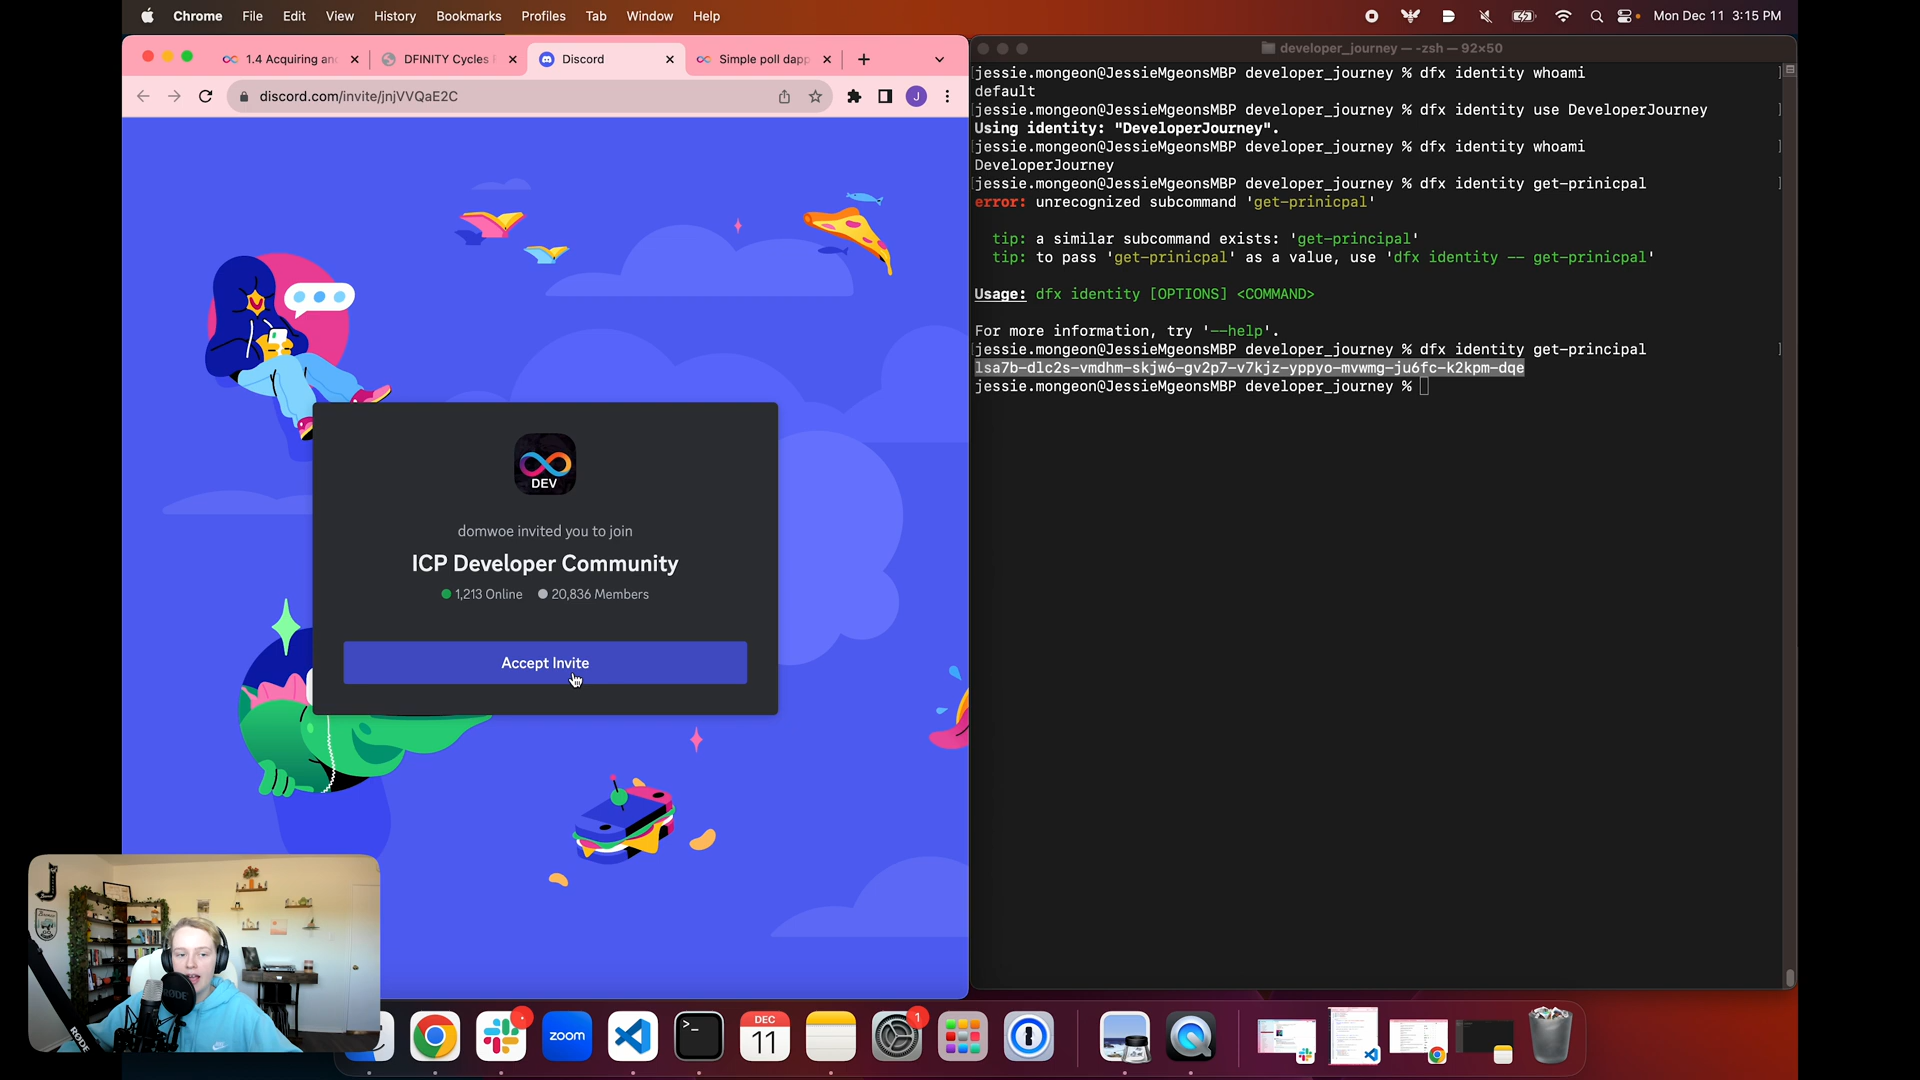 Chrome File Edit View History Bookmarks Profiles Tab Window Help
Mon Dec 11 3:15 PM
1.4 Acquiring an
DFINITY Cycles
Discord
Simple poll dapp
discord.com/invite/jnjVVQaE2C
J
DEV
domwoe invited you to join
ICP Developer Community
1,213 Online 20,836 Members
Accept Invite
developer_journey — -zsh — 92×50
[jessie.mongeon@JessieMgeonsMBP developer_journey % dfx identity whoami ]
default
[jessie.mongeon@JessieMgeonsMBP developer_journey % dfx identity use DeveloperJourney ]
Using identity: "DeveloperJourney".
[jessie.mongeon@JessieMgeonsMBP developer_journey % dfx identity whoami ]
DeveloperJourney
[jessie.mongeon@JessieMgeonsMBP developer_journey % dfx identity get-prinicpal ]
error: unrecognized subcommand 'get-prinicpal'
tip: a similar subcommand exists: 'get-principal'
tip: to pass 'get-prinicpal' as a value, use 'dfx identity -- get-prinicpal'
Usage: dfx identity [OPTIONS] <COMMAND>
For more information, try '--help'.
[jessie.mongeon@JessieMgeonsMBP developer_journey % dfx identity get-principal ]
lsa7b-dlc2s-vmdhm-skjw6-gv2p7-v7kjz-yppyo-mvwmg-ju6fc-k2kpm-dqe
jessie.mongeon@JessieMgeonsMBP developer_journey %
RØDE
RØDE
zoom
>_
DEC
11
1